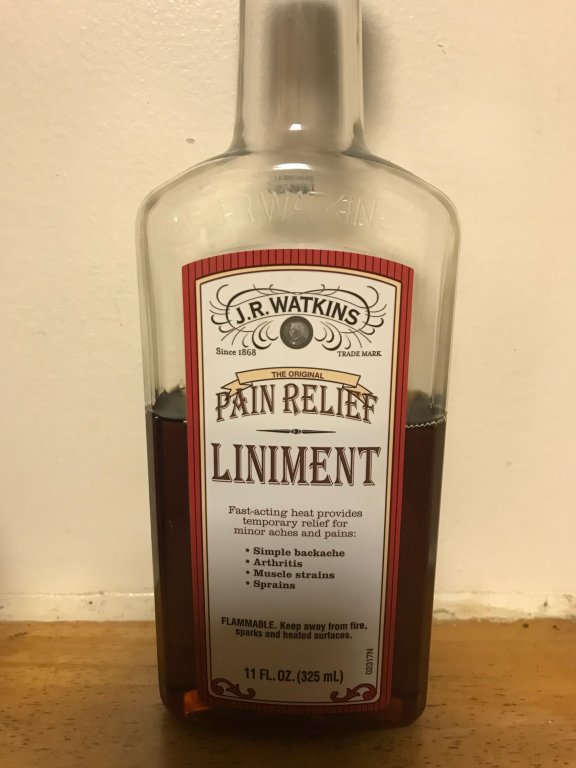 J.R. WATKINS
J.R. WATKINS
Since 1868
TRADE MARK
THE ORIGINAL
PAIN RELIEF
LINIMENT
Fast-acting heat provides
temporary relief for
minor aches and pains:
• Simple backache
• Arthritis
• Muscle strains
• Sprains
FLAMMABLE. Keep away from fire,
sparks and heated surfaces.
11 FL. OZ. (325 mL)
02317N